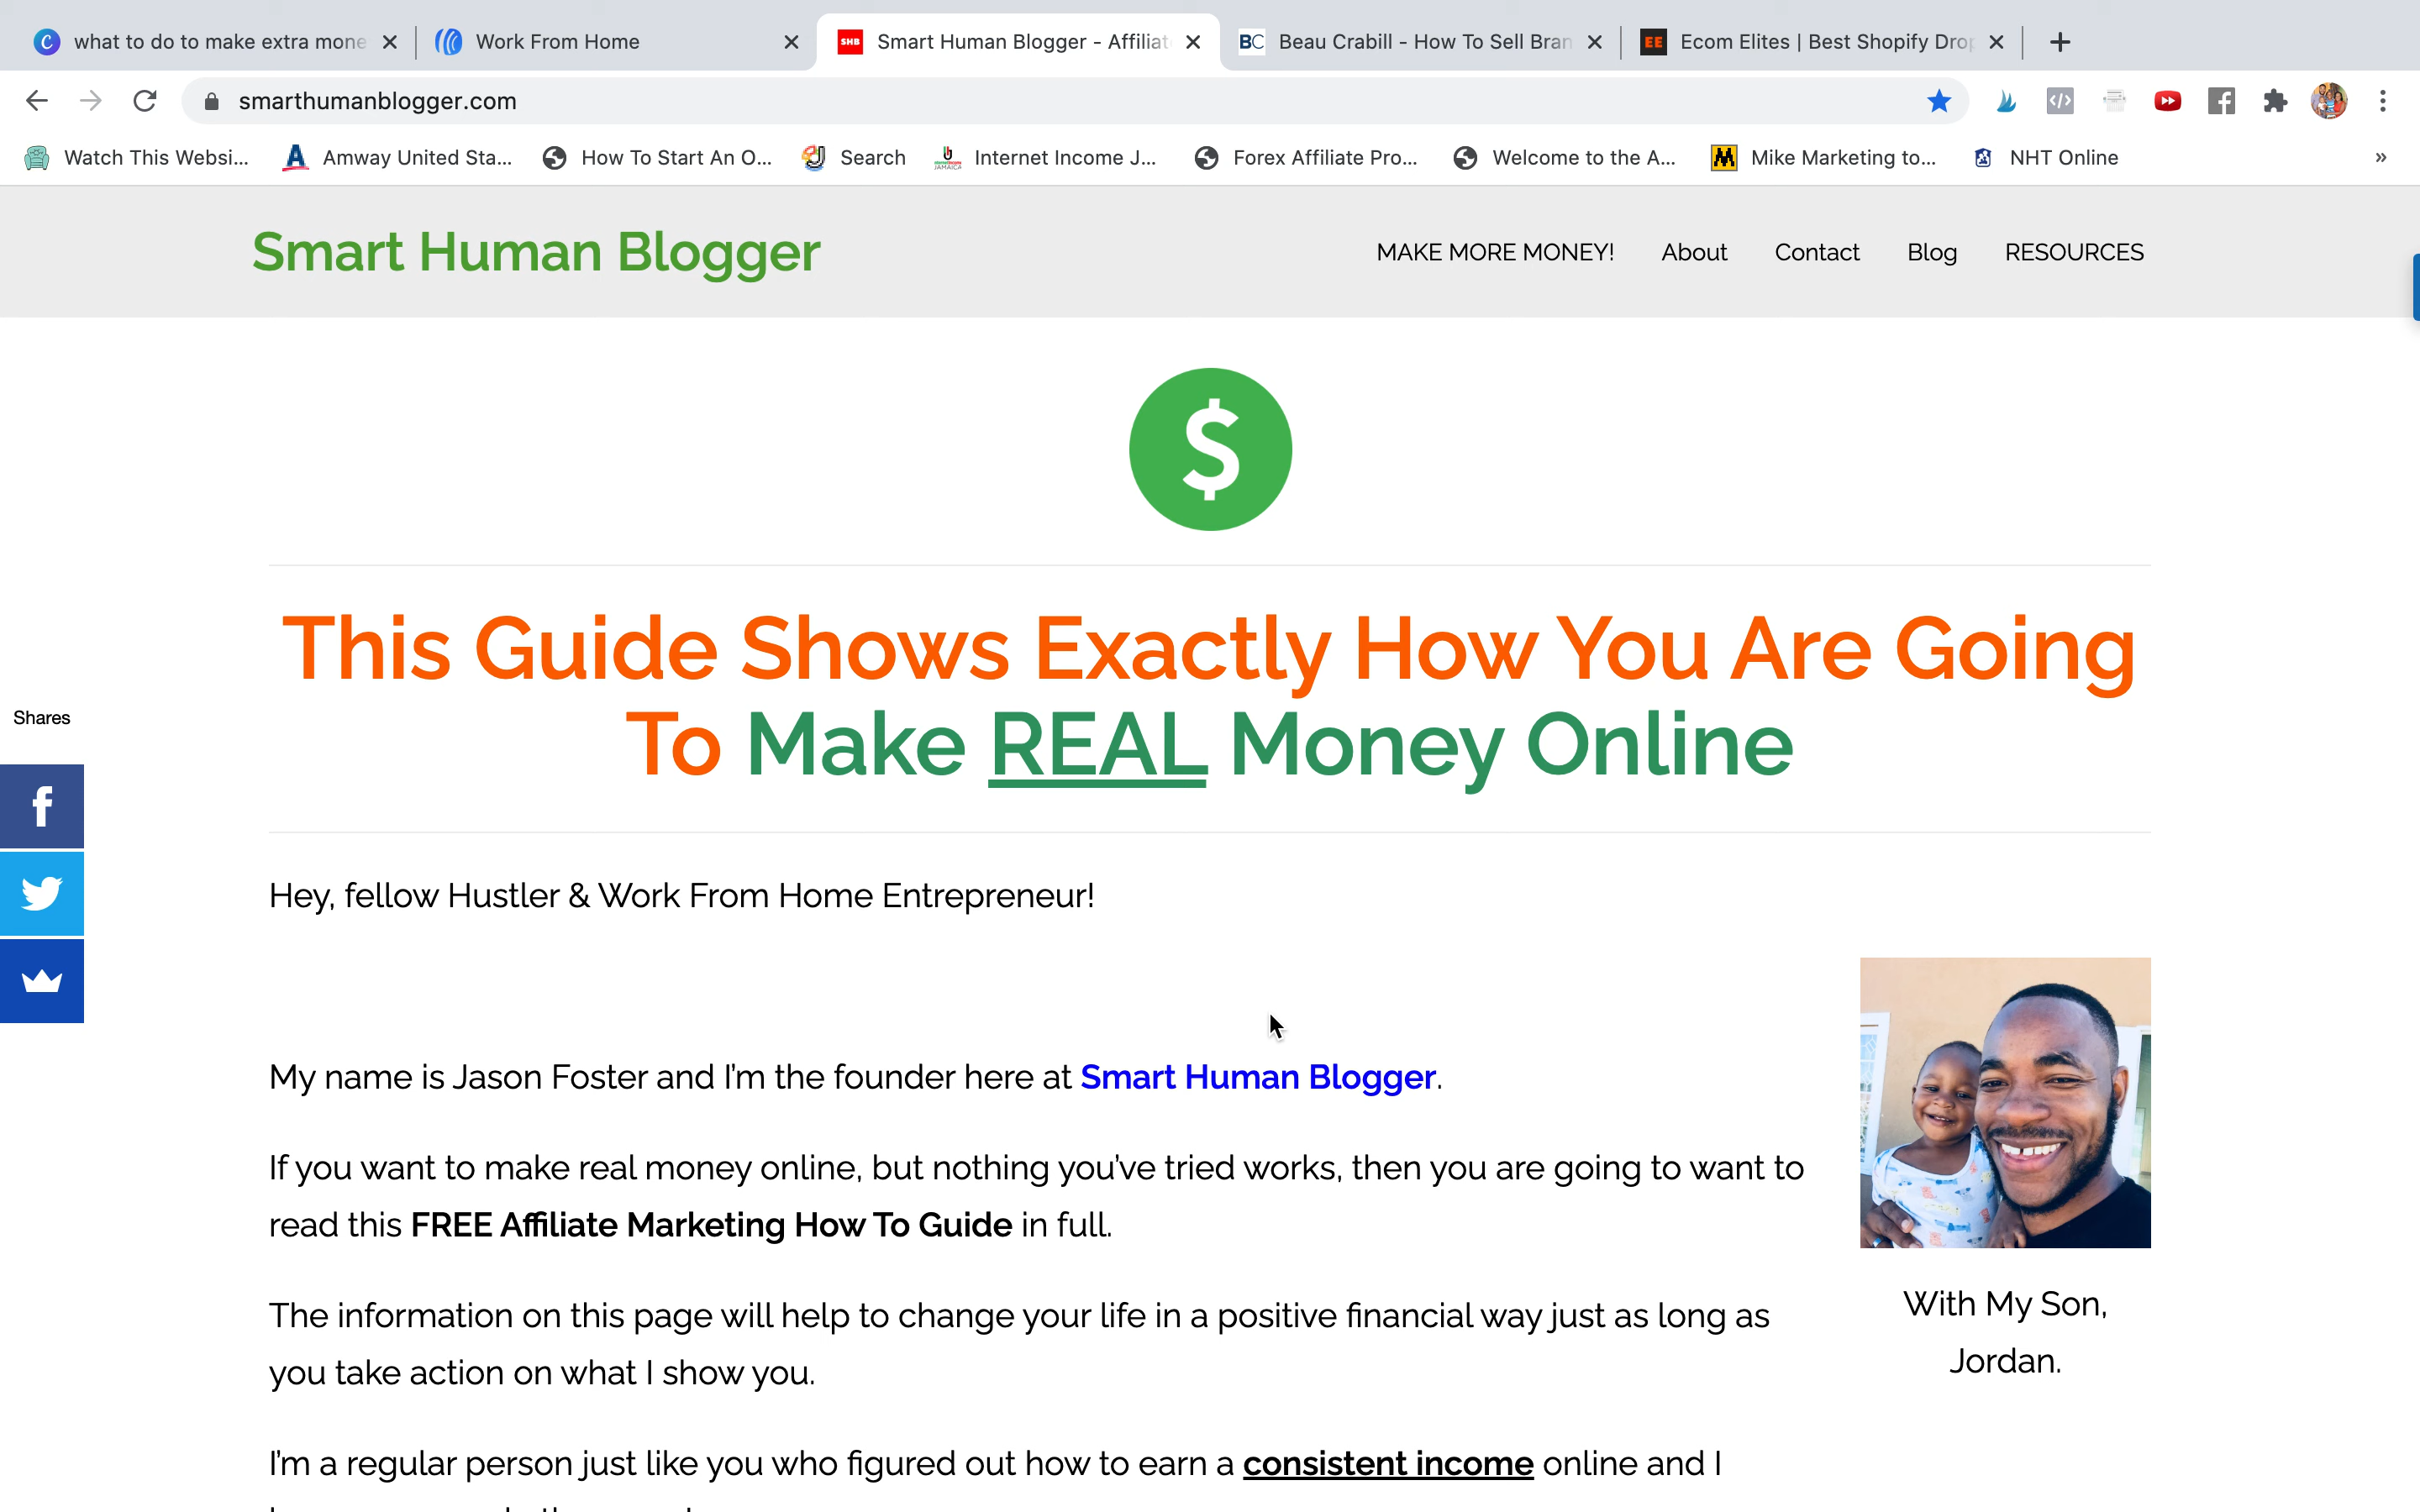 what to do to make extra mone
Work From Home
SHB Smart Human Blogger - Affiliat
BC Beau Crabill - How To Sell Bran
EE Ecom Elites | Best Shopify Drop
smarthumanblogger.com
Watch This Websi...
Amway United Sta...
How To Start An O...
Search
Internet Income J...
Forex Affiliate Pro...
Welcome to the A...
Mike Marketing to...
NHT Online
»
Smart Human Blogger
MAKE MORE MONEY!
About
Contact
Blog
RESOURCES
$
This Guide Shows Exactly How You Are Going
To Make REAL Money Online
Shares
Hey, fellow Hustler & Work From Home Entrepreneur!
My name is Jason Foster and I'm the founder here at Smart Human Blogger.
If you want to make real money online, but nothing you've tried works, then you are going to want to
read this FREE Affiliate Marketing How To Guide in full.
The information on this page will help to change your life in a positive financial way just as long as
you take action on what I show you.
With My Son,
Jordan.
I'm a regular person just like you who figured out how to earn a consistent income online and I